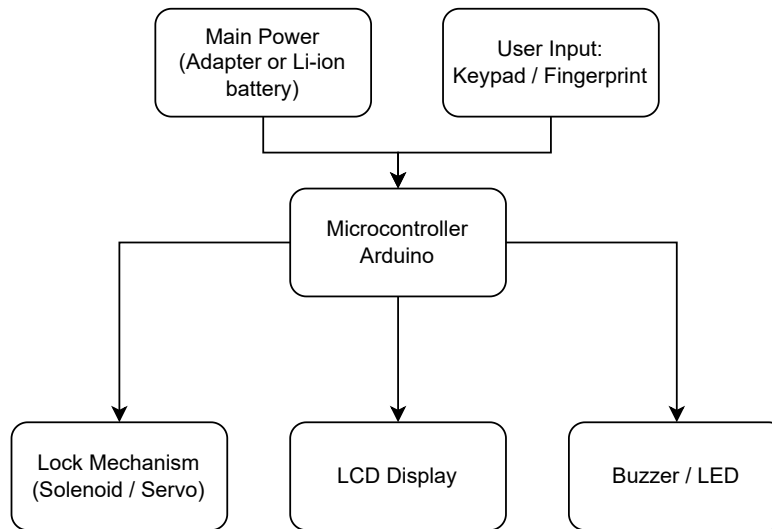 Main Power
(Adapter or Li-ion
battery)
User Input:
Keypad / Fingerprint
Microcontroller
Arduino
Lock Mechanism
(Solenoid / Servo)
LCD Display
Buzzer / LED